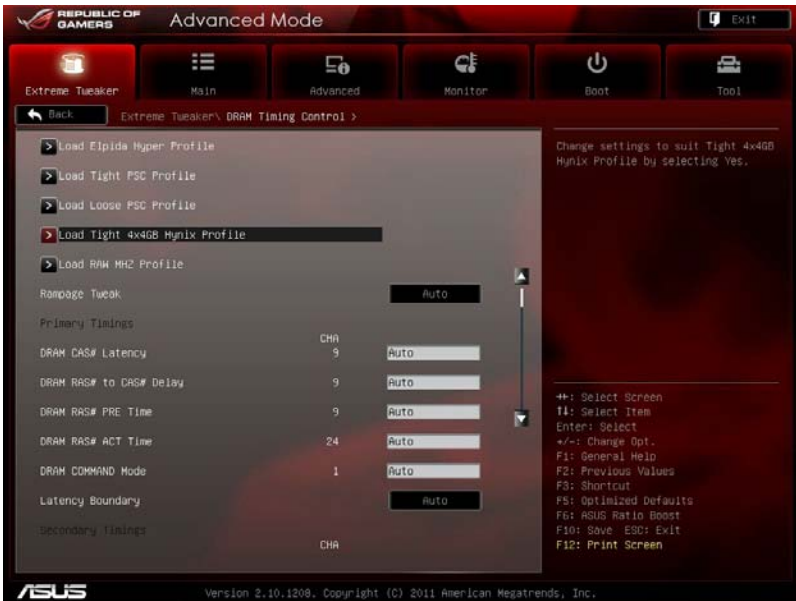 REPUBLIC OF
GAMERS
Advanced Mode
Exit
Extreme Tweaker
Main
Advanced
Monitor
Boot
Tool
Back
Extreme Tweaker\ DRAM Timing Control >
Load Elpida Hyper Profile
Load Tight PSC Profile
Load Loose PSC Profile
Load Tight 4x4GB Hynix Profile
Load RAW MHZ Profile
Rampage Tweak Auto
Primary Timings
CHA
DRAM CAS# Latency 9 Auto
DRAM RAS# to CAS# Delay 9 Auto
DRAM RAS# PRE Time 9 Auto
DRAM RAS# ACT Time 24 Auto
DRAM COMMAND Mode 1 Auto
Latency Boundary Auto
Secondary Timings
CHA
Change settings to suit Tight 4x4GB
Hynix Profile by selecting Yes.
→←: Select Screen
↑↓: Select Item
Enter: Select
+/-: Change Opt.
F1: General Help
F2: Previous Values
F3: Shortcut
F5: Optimized Defaults
F6: ASUS Ratio Boost
F10: Save ESC: Exit
F12: Print Screen
ASUS
Version 2.10.1208. Copyright (C) 2011 American Megatrends, Inc.